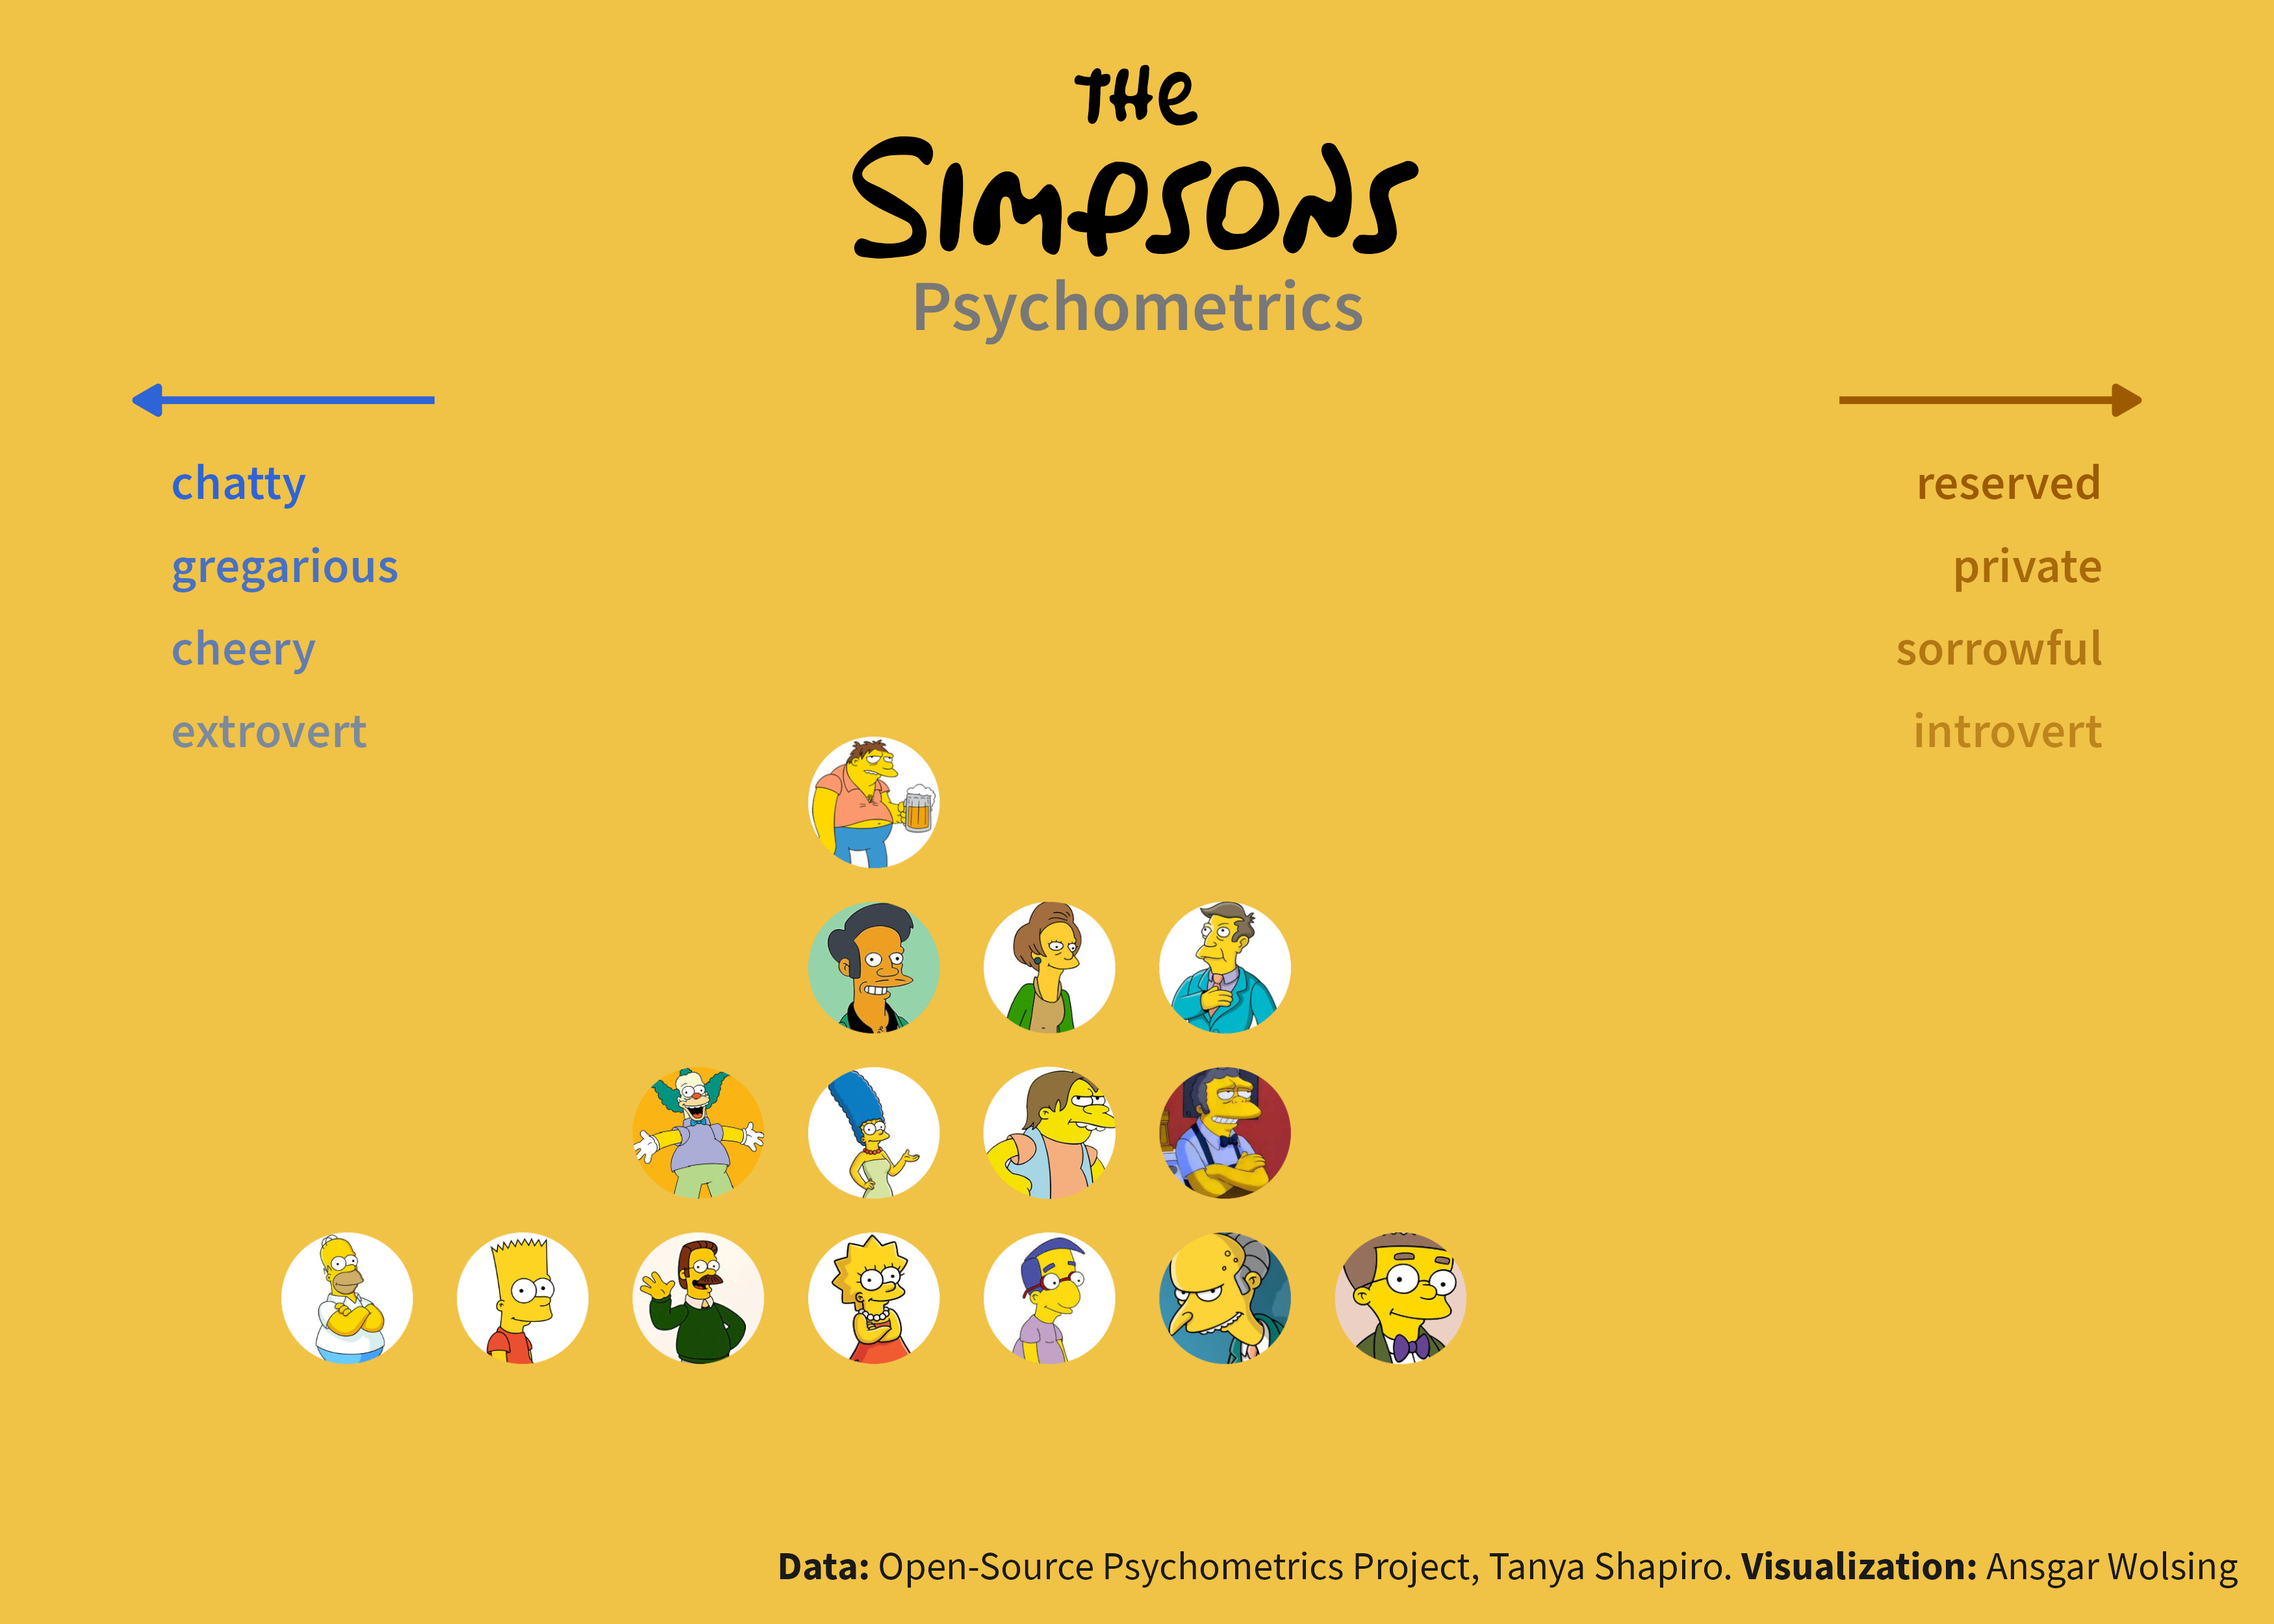 THe
SIMPSONS
Psychometrics
chatty
gregarious
cheery
extrovert
reserved
private
sorrowful
introvert
Data: Open-Source Psychometrics Project, Tanya Shapiro. Visualization: Ansgar Wolsing